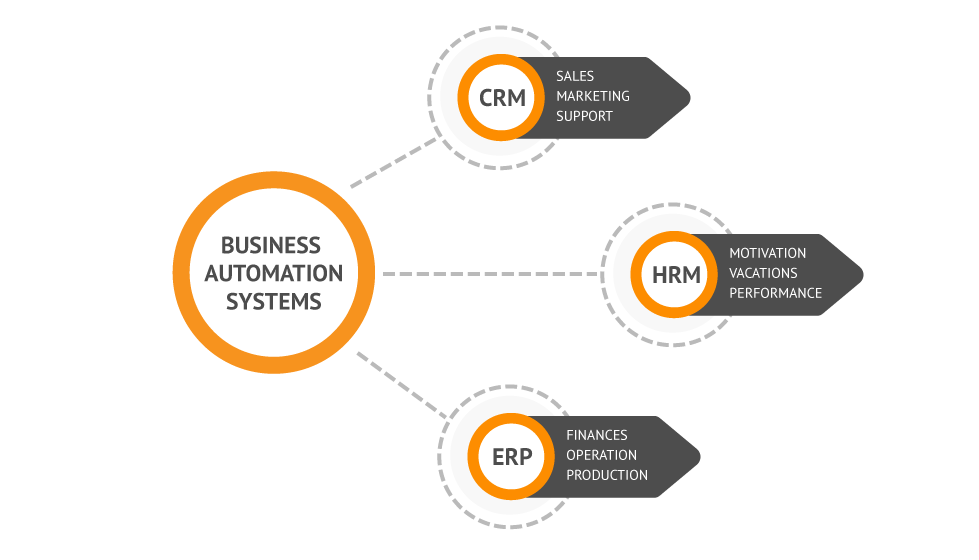 CRM
SALES
MARKETING
SUPPORT
BUSINESS
AUTOMATION
SYSTEMS
HRM
MOTIVATION
VACATIONS
PERFORMANCE
ERP
FINANCES
OPERATION
PRODUCTION